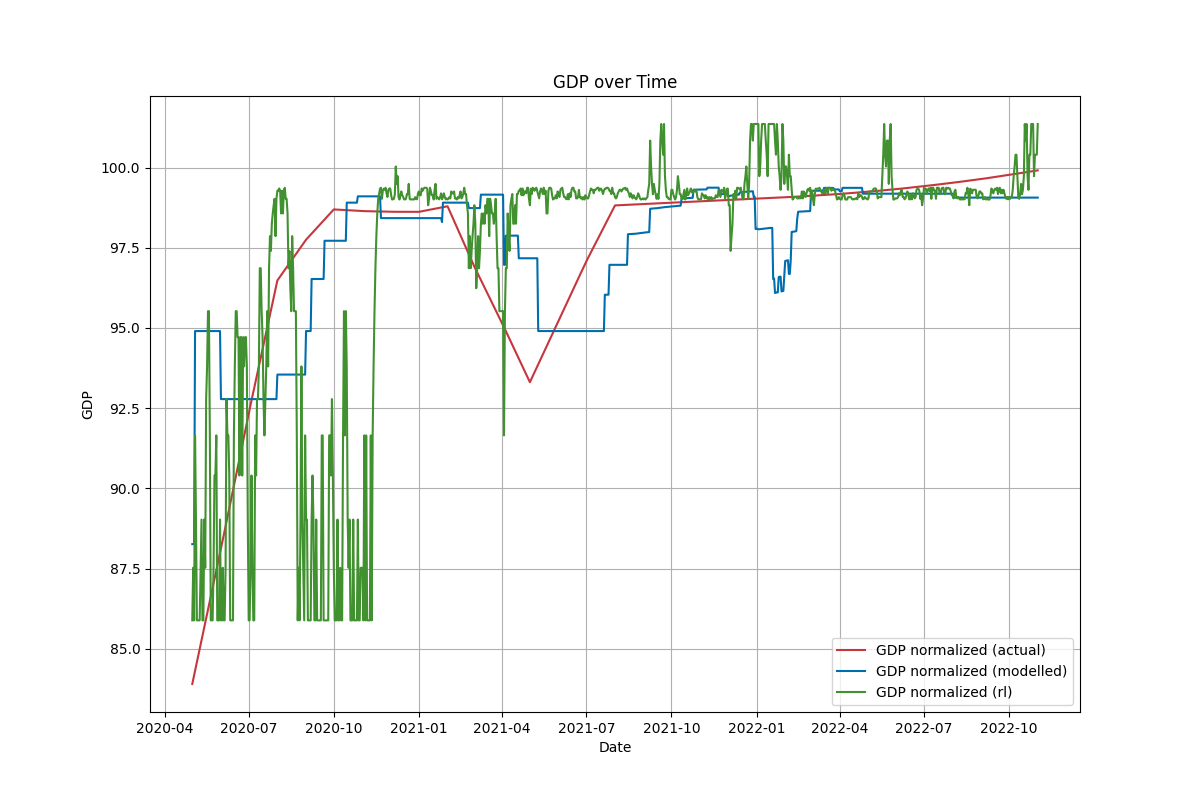 GDP over Time
GDP
100.0
97.5
95.0
92.5
90.0
87.5
85.0
GDP normalized (actual)
GDP normalized (modelled)
GDP normalized (rl)
2020-04 2020-07 2020-10 2021-01 2021-04 2021-07 2021-10 2022-01 2022-04 2022-07 2022-10
Date